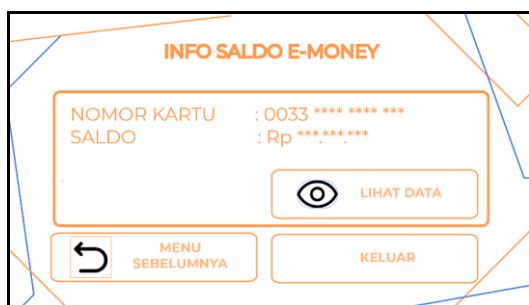 INFO SALDO E-MONEY
NOMOR KARTU : 0033 **** **** ***
SALDO : Rp ***.***.***
LIHAT DATA
MENU
SEBELUMNYA
KELUAR